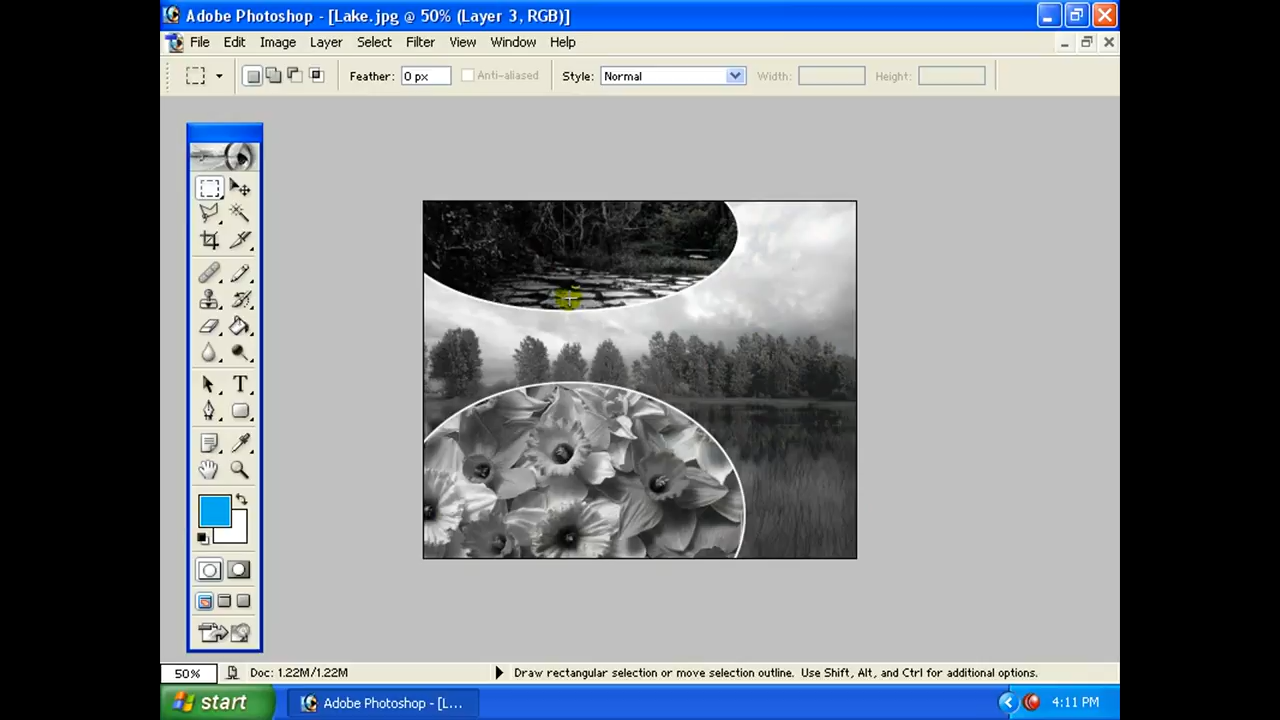 Adobe Photoshop - [Lake.jpg @ 50% (Layer 3, RGB)]
File Edit Image Layer Select Filter View Window Help
Feather: 0 px Anti-aliased Style: Normal Width: Height:
T
50% Doc: 1.22M/1.22M Draw rectangular selection or move selection outline. Use Shift, Alt, and Ctrl for additional options.
start Adobe Photoshop - [L... 4:11 PM